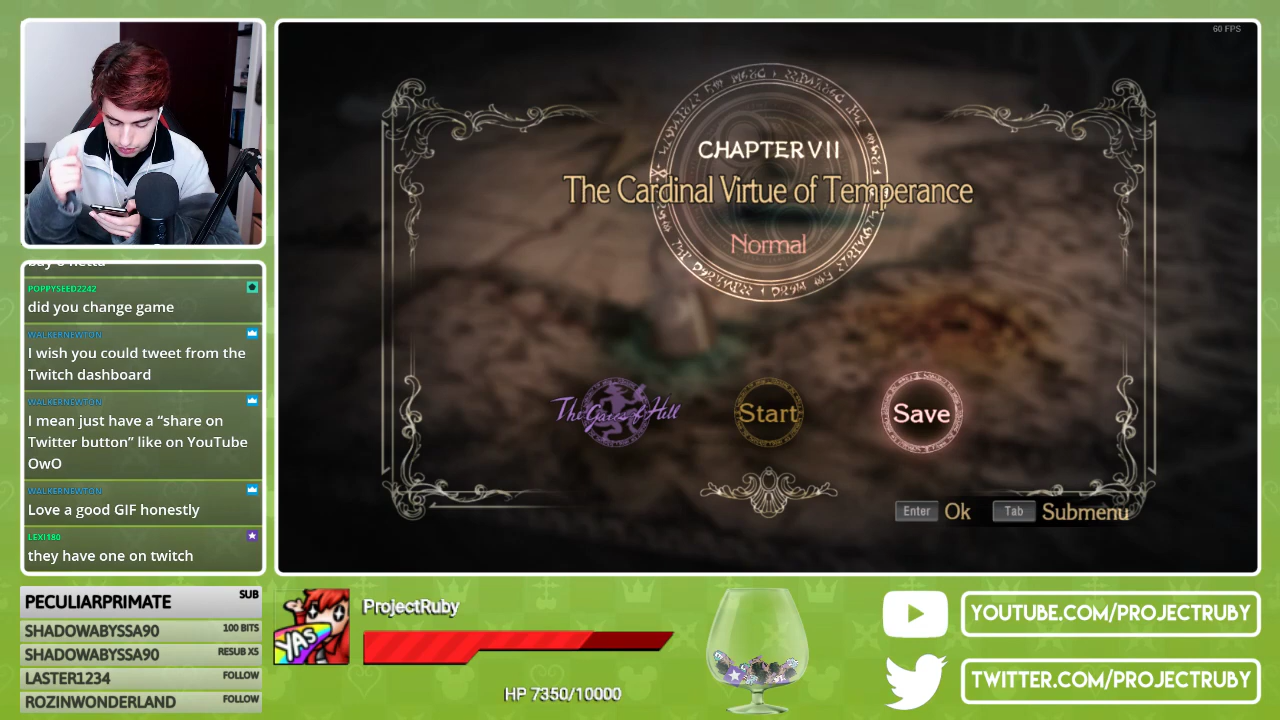 60 FPS
CHAPTER VII
The Cardinal Virtue of Temperance
Normal
The Gates of Hell
Start
Save
Enter Ok Tab Submenu
POPPYSEED2242
did you change game
WALKERNEWTON
I wish you could tweet from the
Twitch dashboard
WALKERNEWTON
I mean just have a “share on
Twitter button” like on YouTube
OwO
WALKERNEWTON
Love a good GIF honestly
LEXI180
they have one on twitch
PECULIARPRIMATE SUB
SHADOWABYSSA90 100 BITS
SHADOWABYSSA90 RESUB X5
LASTER1234 FOLLOW
ROZINWONDERLAND FOLLOW
YAS
ProjectRuby
HP 7350/10000
YOUTUBE.COM/PROJECTRUBY
TWITTER.COM/PROJECTRUBY